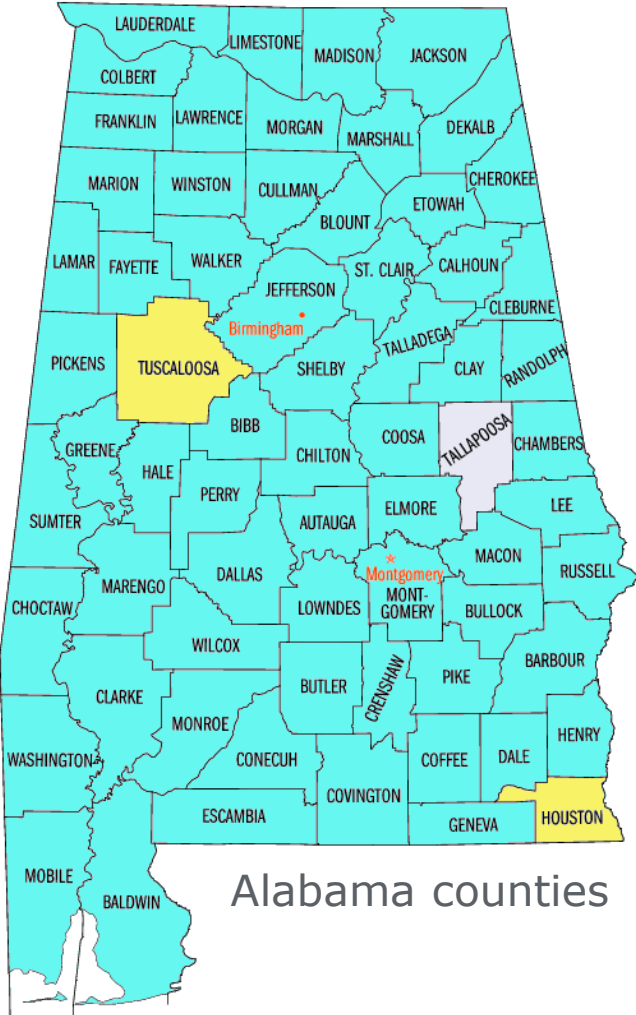 LAUDERDALE
LIMESTONE
MADISON
JACKSON
COLBERT
FRANKLIN
LAWRENCE
MORGAN
MARSHALL
DEKALB
CHEROKEE
MARION
WINSTON
CULLMAN
BLOUNT
ETOWAH
LAMAR
FAYETTE
WALKER
JEFFERSON
ST. CLAIR
CALHOUN
CLEBURNE
Birmingham
PICKENS
TUSCALOOSA
SHELBY
TALLADEGA
CLAY
RANDOLPH
GREENE
HALE
BIBB
CHILTON
COOSA
TALLAPOOSA
CHAMBERS
SUMTER
PERRY
AUTAUGA
ELMORE
LEE
CHOCTAW
MARENGO
DALLAS
LOWNDES
Montgomery
MONT-
GOMERY
MACON
RUSSELL
BULLOCK
WILCOX
BUTLER
CRENSHAW
PIKE
BARBOUR
CLARKE
MONROE
WASHINGTON
CONECUH
COFFEE
DALE
HENRY
ESCAMBIA
COVINGTON
GENEVA
HOUSTON
MOBILE
BALDWIN
Alabama counties